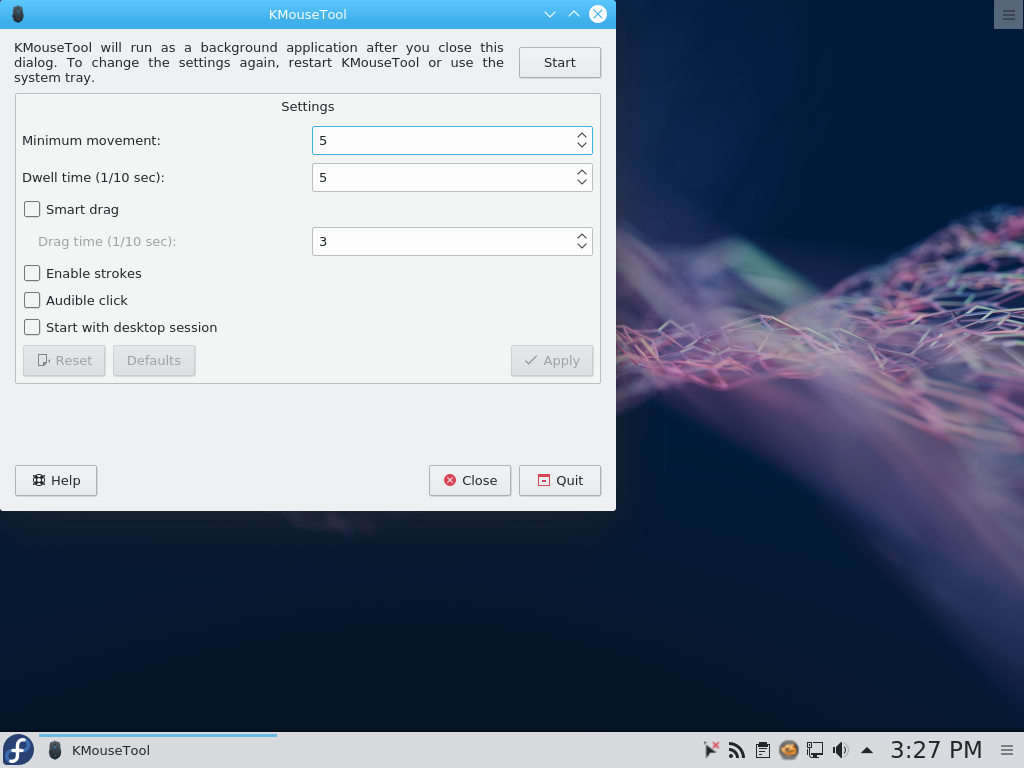 KMouseTool
KMouseTool will run as a background application after you close this
dialog. To change the settings again, restart KMouseTool or use the
system tray.
Start
Settings
Minimum movement:
5
Dwell time (1/10 sec):
5
Smart drag
Drag time (1/10 sec):
3
Enable strokes
Audible click
Start with desktop session
Reset
Defaults
Apply
Help
Close
Quit
KMouseTool
3:27 PM